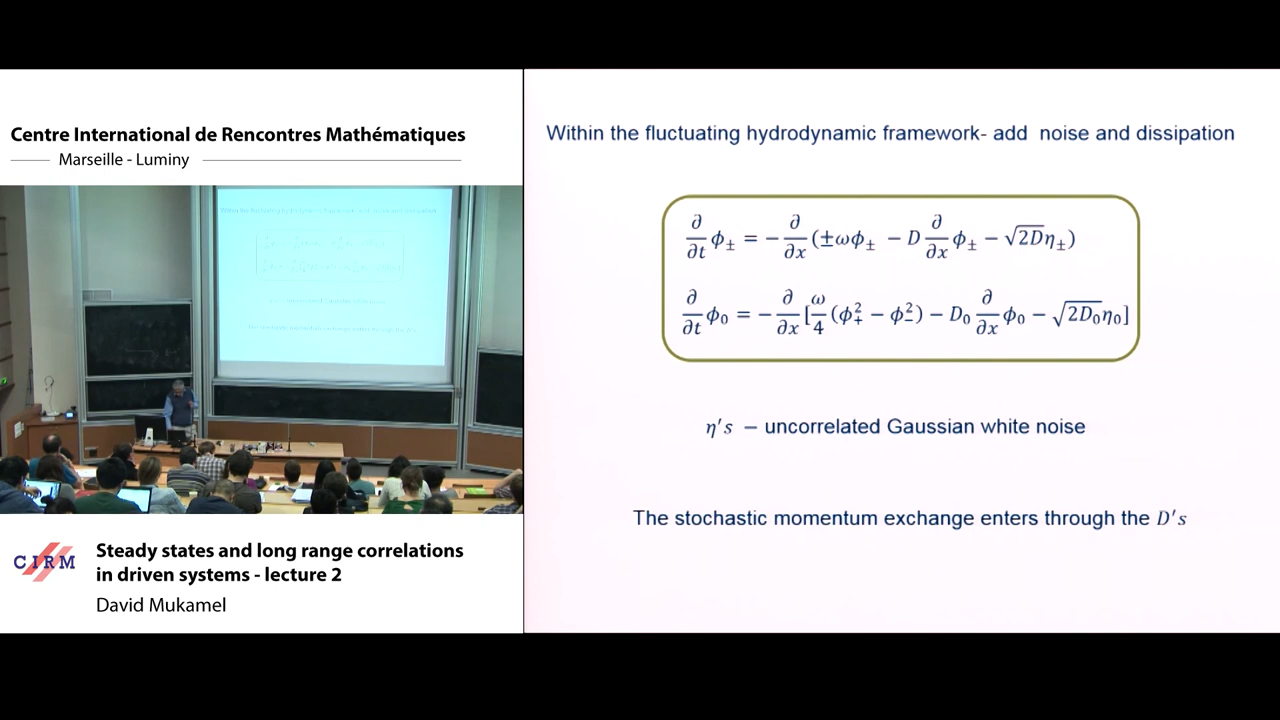 Centre International de Rencontres Mathématiques
Marseille - Luminy
Within the fluctuating hydrodynamic framework- add noise and dissipation
∂/∂t ϕ± = −∂/∂x (±ωϕ± − D ∂/∂x ϕ± − √2D η±)
∂/∂t ϕ₀ = −∂/∂x [ω/4 (ϕ₊² − ϕ₋²) − D₀ ∂/∂x ϕ₀ − √2D₀ η₀]
η's − uncorrelated Gaussian white noise
The stochastic momentum exchange enters through the D's
CIRM
Steady states and long range correlations
in driven systems - lecture 2
David Mukamel